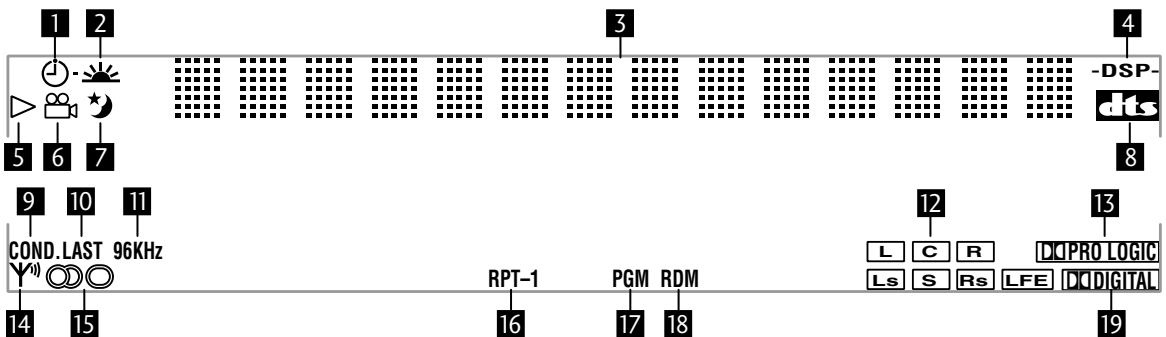 1 2 3 4
-DSP-
dts
5 6 7 8
9 10 11 12 13
COND. LAST 96KHz L C R PRO LOGIC
RPT-1 PGM RDM Ls S Rs LFE DIGITAL
14 15 16 17 18 19